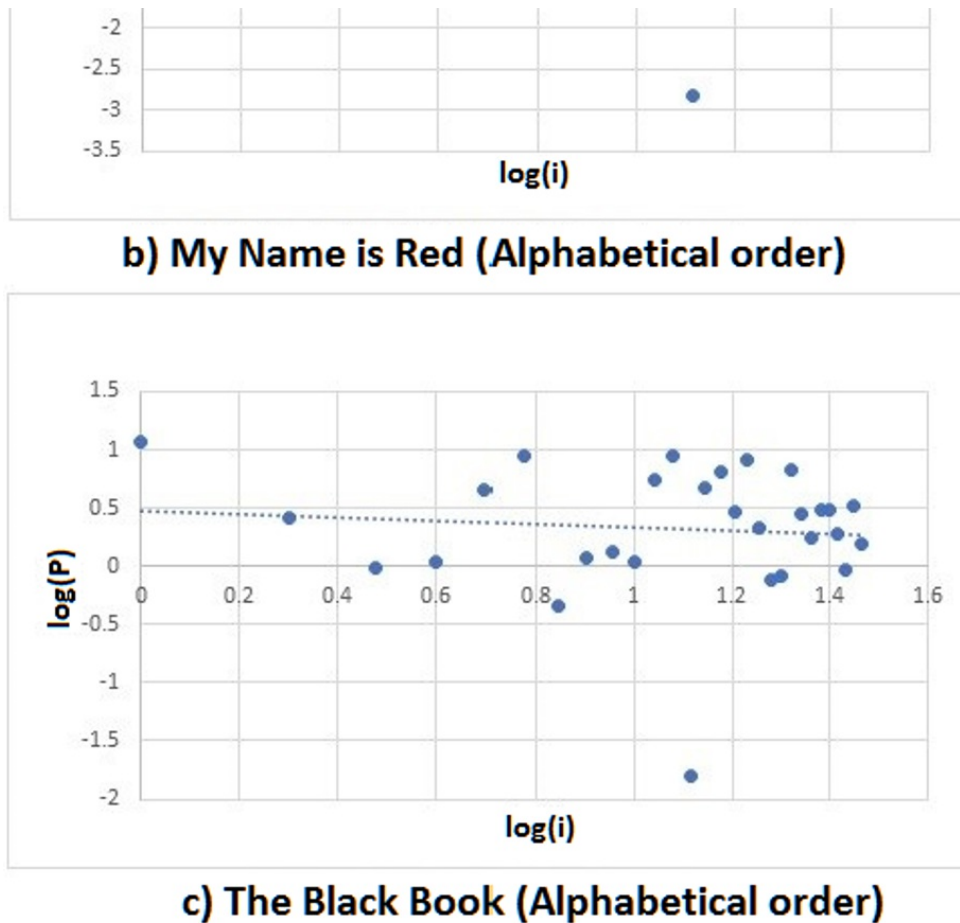 -2
-2.5
-3
-3.5
log(i)
b) My Name is Red (Alphabetical order)
1.5
1
0.5
0
0 0.2 0.4 0.6 0.8 1 1.2 1.4 1.6
log(P)
-0.5
-1
-1.5
-2
log(i)
c) The Black Book (Alphabetical order)